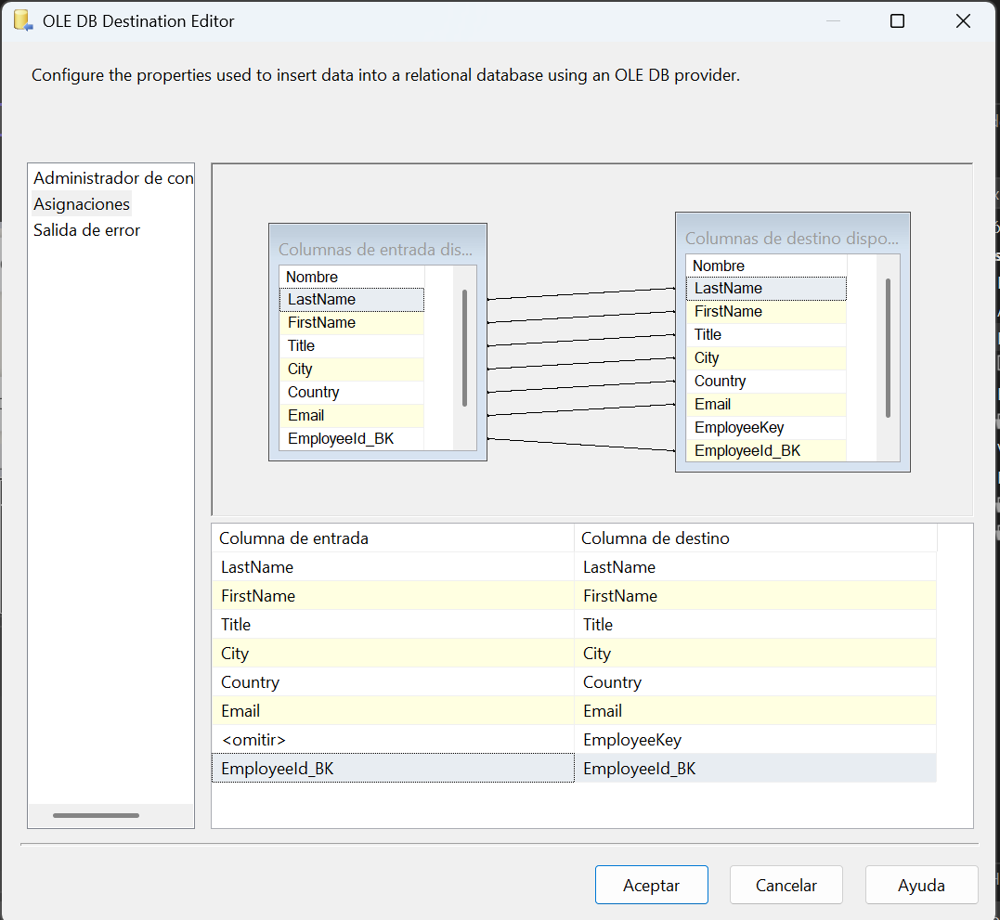 OLE DB Destination Editor
Configure the properties used to insert data into a relational database using an OLE DB provider.
Administrador de con
Asignaciones
Salida de error
Columnas de entrada dis...
Nombre
LastName
FirstName
Title
City
Country
Email
EmployeeId_BK
Columnas de destino dispo...
Nombre
LastName
FirstName
Title
City
Country
Email
EmployeeKey
EmployeeId_BK
Columna de entrada Columna de destino
LastName LastName
FirstName FirstName
Title Title
City City
Country Country
Email Email
<omitir> EmployeeKey
EmployeeId_BK EmployeeId_BK
Aceptar Cancelar Ayuda